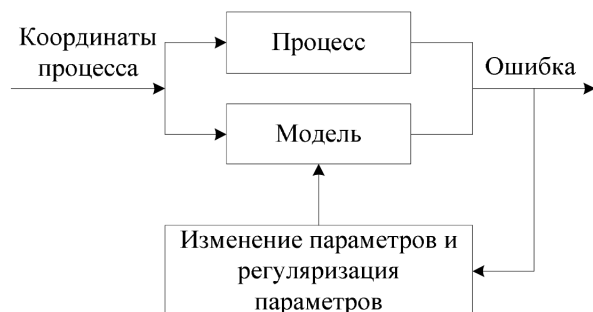 Координаты
процесса
Процесс
Ошибка
Модель
Изменение параметров и
регуляризация
параметров